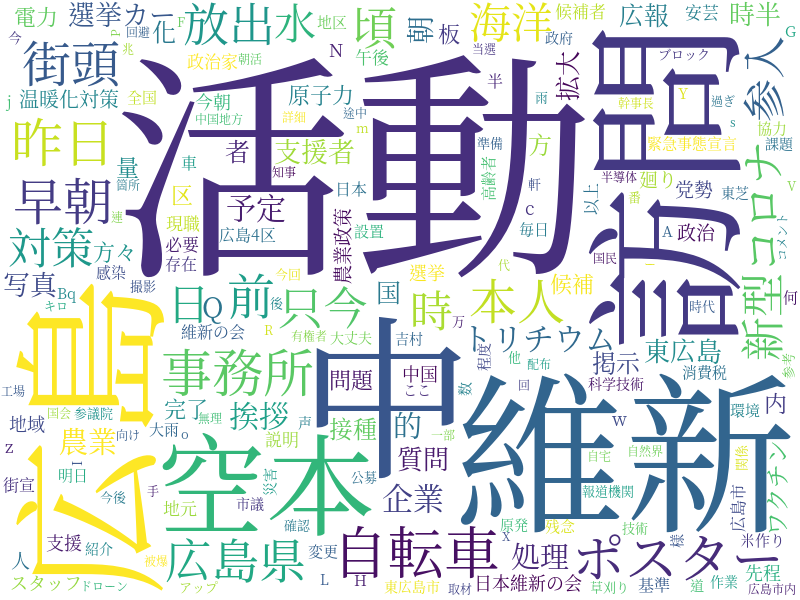 電力
選挙カー
化
放出
水
頃
朝
板
海洋
候補者
広報
安芸
時半
G
今
P
回避
F
地区
兆
政治家
朝活
N
午後
当選
政府
拡大
ブロック
参入
街頭
活動
訪問
j
温暖化対策
全国
今朝
中国地方
原子力
詳細
途中
雨
半
幹事長
Y
過ぎ
昨日
量
車
者
支援者
m
準備
方
緊急事態宣言
s
協力
課題
早朝
箇所
区
知事
予定
日本
高齢者
軒
C
半導体
以上
廻り
番
党勢
東芝
V
コロナ
コメント
対策
方々
連
現職
必要
存在
広島4区
設置
農業政策
毎日
国民
A
政治
写真
感染
撮影
日
Q
前
今回
只今
国
選挙
時
代
本人
候補
一
時代
何
新型
Bq
キロ
維新の会
後
R
有権者
大丈夫
吉村
万
トリチウム
東広島
参考
広島
事務所
中
問題
中国
ここ
程度
数
他
配布
掲示
消費税
工場
国会
参議院
完了
無理
挨拶
声
接種
的
一部
回
科学技術
W
環境
内
地域
農業
向け
大雨
o
空本
説明
維新
自宅
自然界
関係
ワクチン
z
I
明日
街宣
今後
手
地元
市議
災害
公募
質問
企業
報道機関
広島市
支援
紹介
確認
原発
残念
技術
様
米作り
人
被爆
広島県
変更
自転車
X
処理
ポスター
先程
スタッフ
ドローン
アップ
L
H
東広島市
取材
日本維新の会
草刈り
基準
道
作業
広島市内